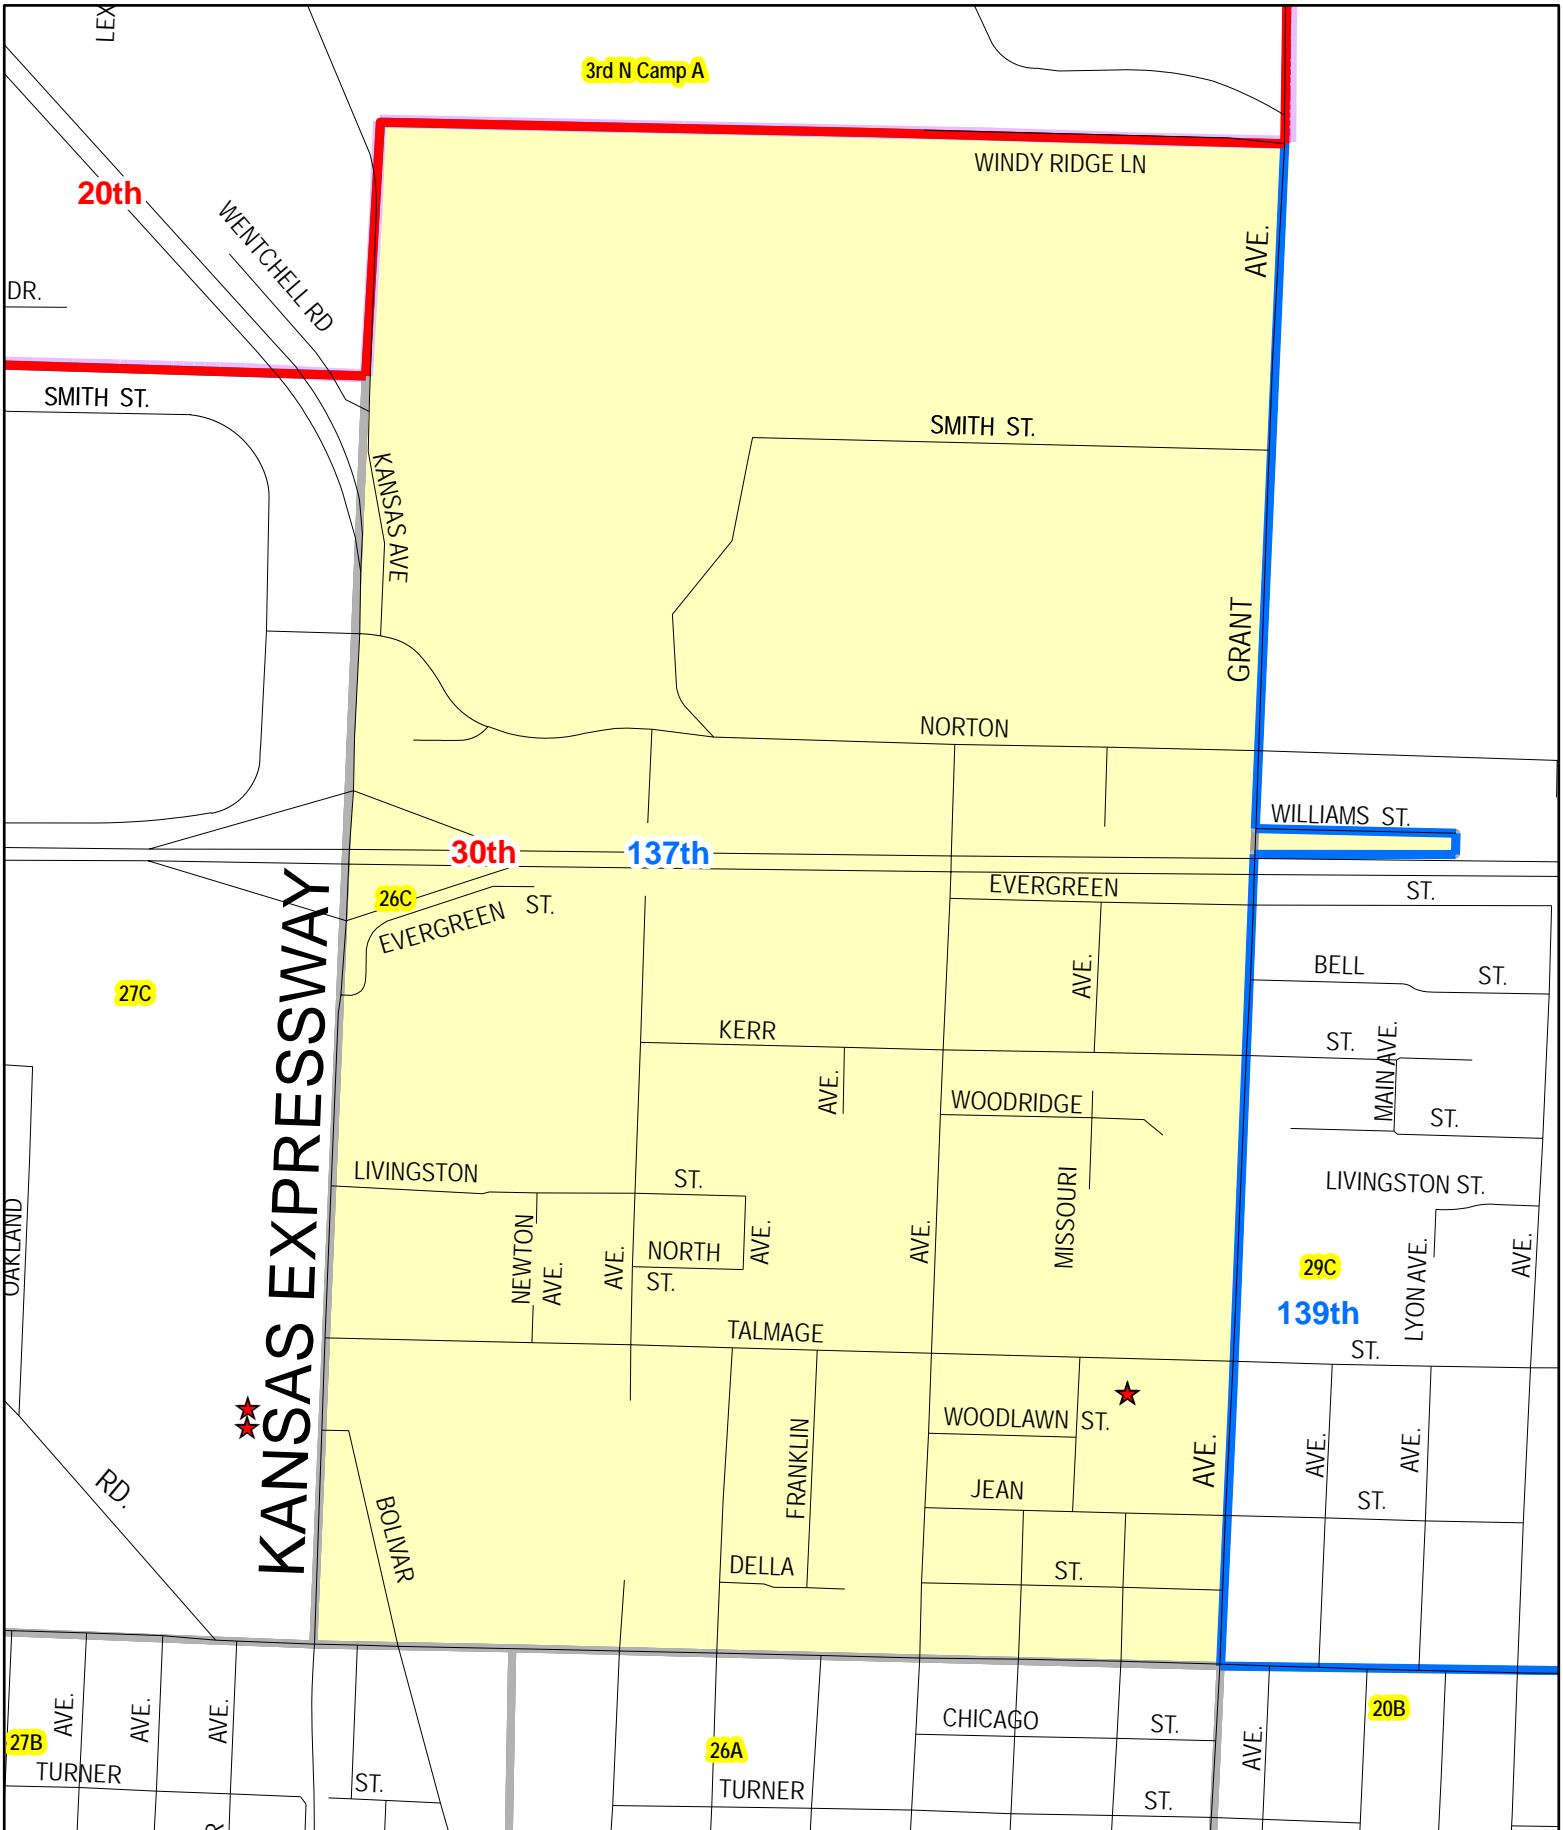 LEX
3rd N Camp A
WINDY RIDGE LN
20th
WENTCHELL RD
AVE.
DR.
SMITH ST.
SMITH ST.
KANSAS AVE
GRANT
NORTON
WILLIAMS ST.
30th
137th
26C
EVERGREEN
ST.
EVERGREEN
ST.
KANSAS EXPRESSWAY
27C
AVE.
BELL
ST.
KERR
ST.
MAIN AVE.
AVE.
WOODRIDGE
ST.
LIVINGSTON
ST.
MISSOURI
LIVINGSTON ST.
OAKLAND
NEWTON
AVE.
AVE.
NORTH
ST.
AVE.
AVE.
29C
LYON AVE.
AVE.
139th
TALMAGE
ST.
WOODLAWN
ST.
FRANKLIN
AVE.
AVE.
AVE.
RD.
JEAN
ST.
BOLIVAR
DELLA
ST.
27B
AVE.
AVE.
AVE.
CHICAGO
ST.
20B
26A
AVE.
TURNER
ST.
TURNER
ST.
R